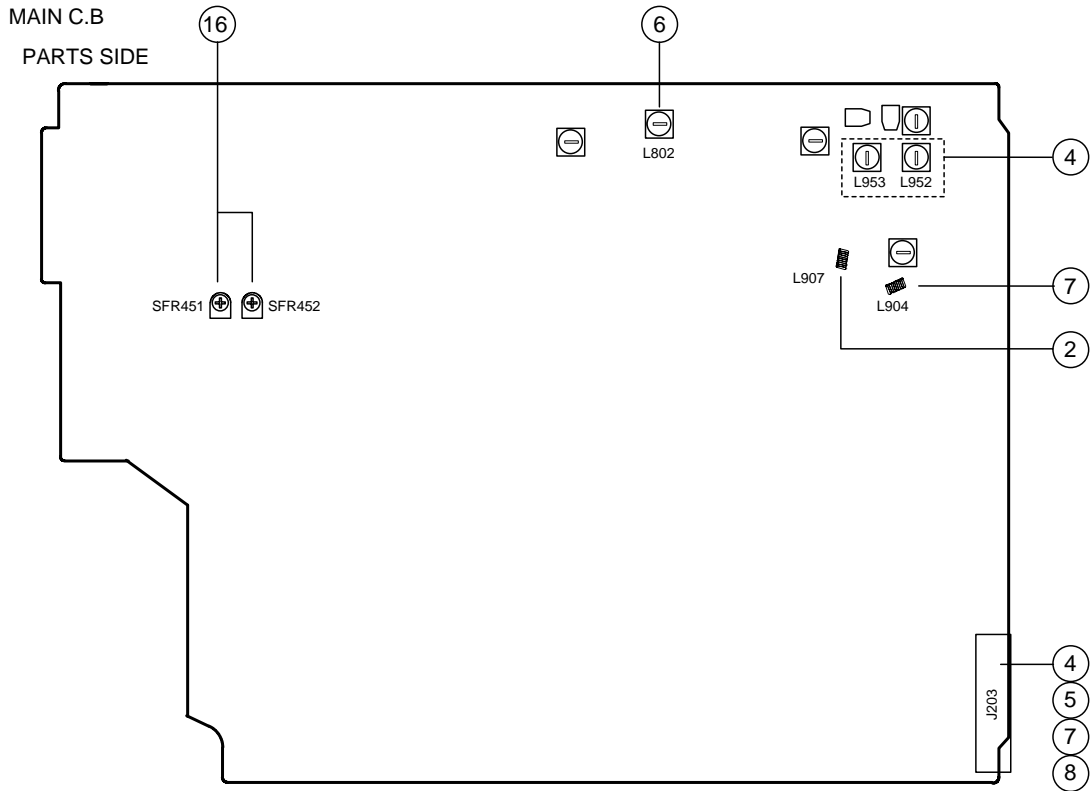 MAIN C.B
16
6
PARTS SIDE
L802
4
L953
L952
L907
7
L904
SFR451
SFR452
2
J203
4
5
7
8